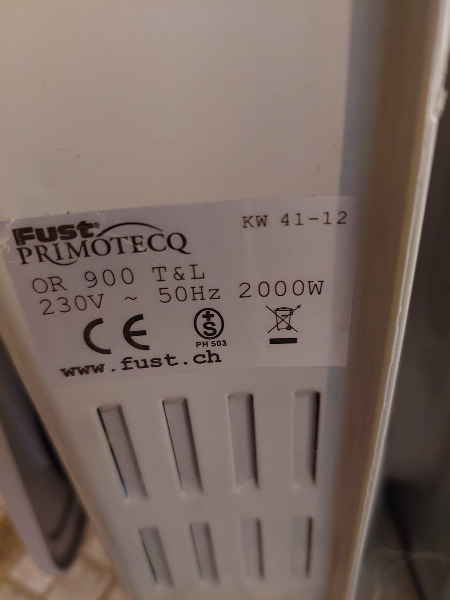 Fust KW 41-12
PRIMOTECQ
OR 900 T&L
230V ~ 50Hz 2000W
CE S
PH 503
www.fust.ch